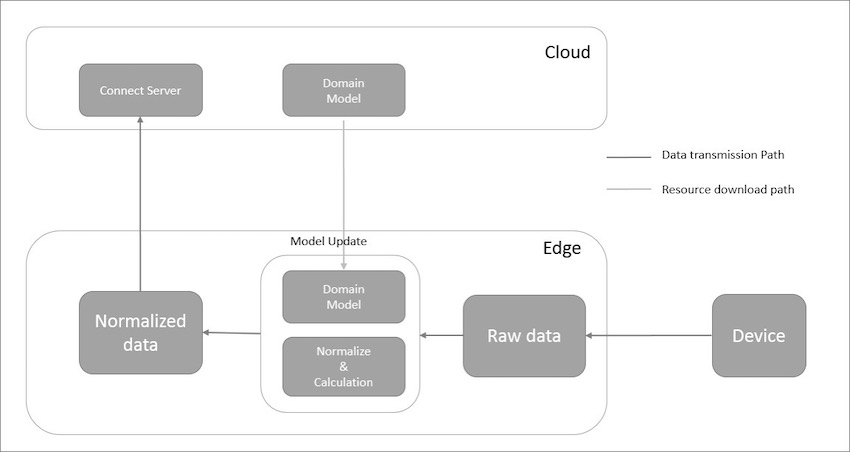 Cloud
Connect Server
Domain
Model
Data transmission Path
Resource download path
Model Update
Edge
Domain
Model
Normalized
data
Raw data
Device
Normalize
&
Calculation